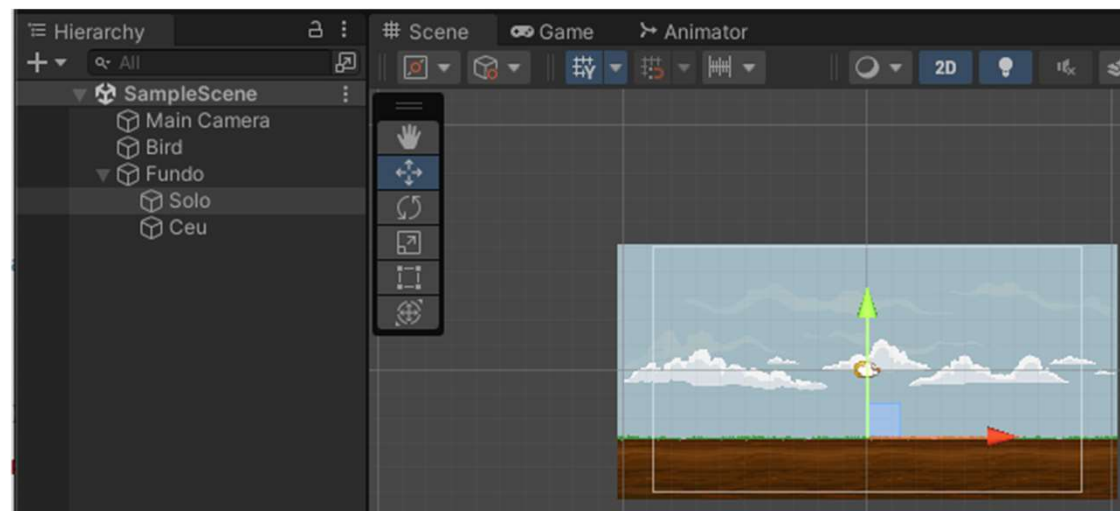 Hierarchy
All
SampleScene
Main Camera
Bird
Fundo
Solo
Ceu
Scene
Game
Animator
2D